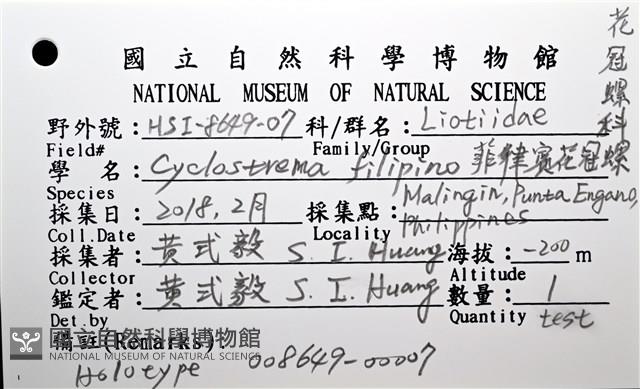 花冠螺科
國立自然科學博物館
NATIONAL MUSEUM OF NATURAL SCIENCE
野外號：HSI-8649-07 科/群名：Liotiidae
Field# Family/Group
學 名：Cyclostrema filipino 菲律賓花冠螺
Species
採集日：2018, 2月 採集點：Malingin, Punta Engano, Philippines
Coll.Date Locality
採集者：黄式毅 S. I. Huang 海拔：-200 m
Collector Altitude
鑑定者：黄式毅 S. I. Huang 數量：1
Det.by Quantity test
備註(Remarks)
國立自然科學博物館
NATIONAL MUSEUM OF NATURAL SCIENCE
Holotype 008649-00007